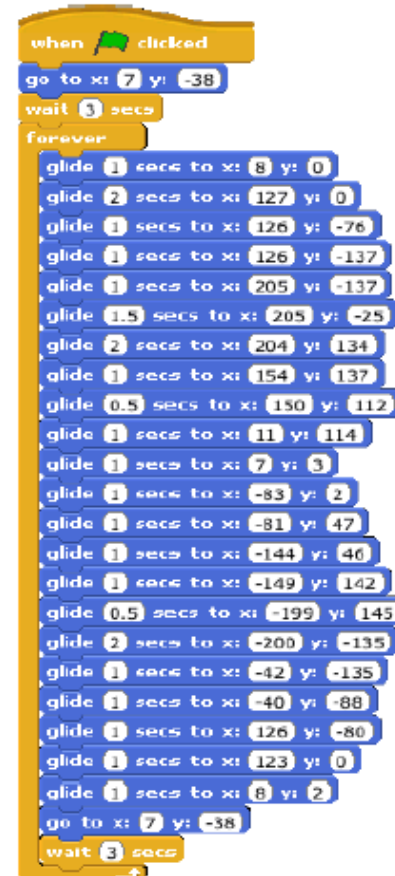 when clicked
go to x: 7 y: -38
wait 3 secs
forever
glide 1 secs to x: 8 y: 0
glide 2 secs to x: 127 y: 0
glide 1 secs to x: 126 y: -76
glide 1 secs to x: 126 y: -137
glide 1 secs to x: 205 y: -137
glide 1.5 secs to x: 205 y: -25
glide 2 secs to x: 204 y: 134
glide 1 secs to x: 154 y: 137
glide 0.5 secs to x: 150 y: 112
glide 1 secs to x: 11 y: 114
glide 1 secs to x: 7 y: 3
glide 1 secs to x: -83 y: 2
glide 1 secs to x: -81 y: 47
glide 1 secs to x: -144 y: 46
glide 1 secs to x: -149 y: 142
glide 0.5 secs to x: -199 y: 145
glide 2 secs to x: -200 y: -135
glide 1 secs to x: -42 y: -135
glide 1 secs to x: -40 y: -88
glide 1 secs to x: 126 y: -80
glide 1 secs to x: 123 y: 0
glide 1 secs to x: 8 y: 2
go to x: 7 y: -38
wait 3 secs